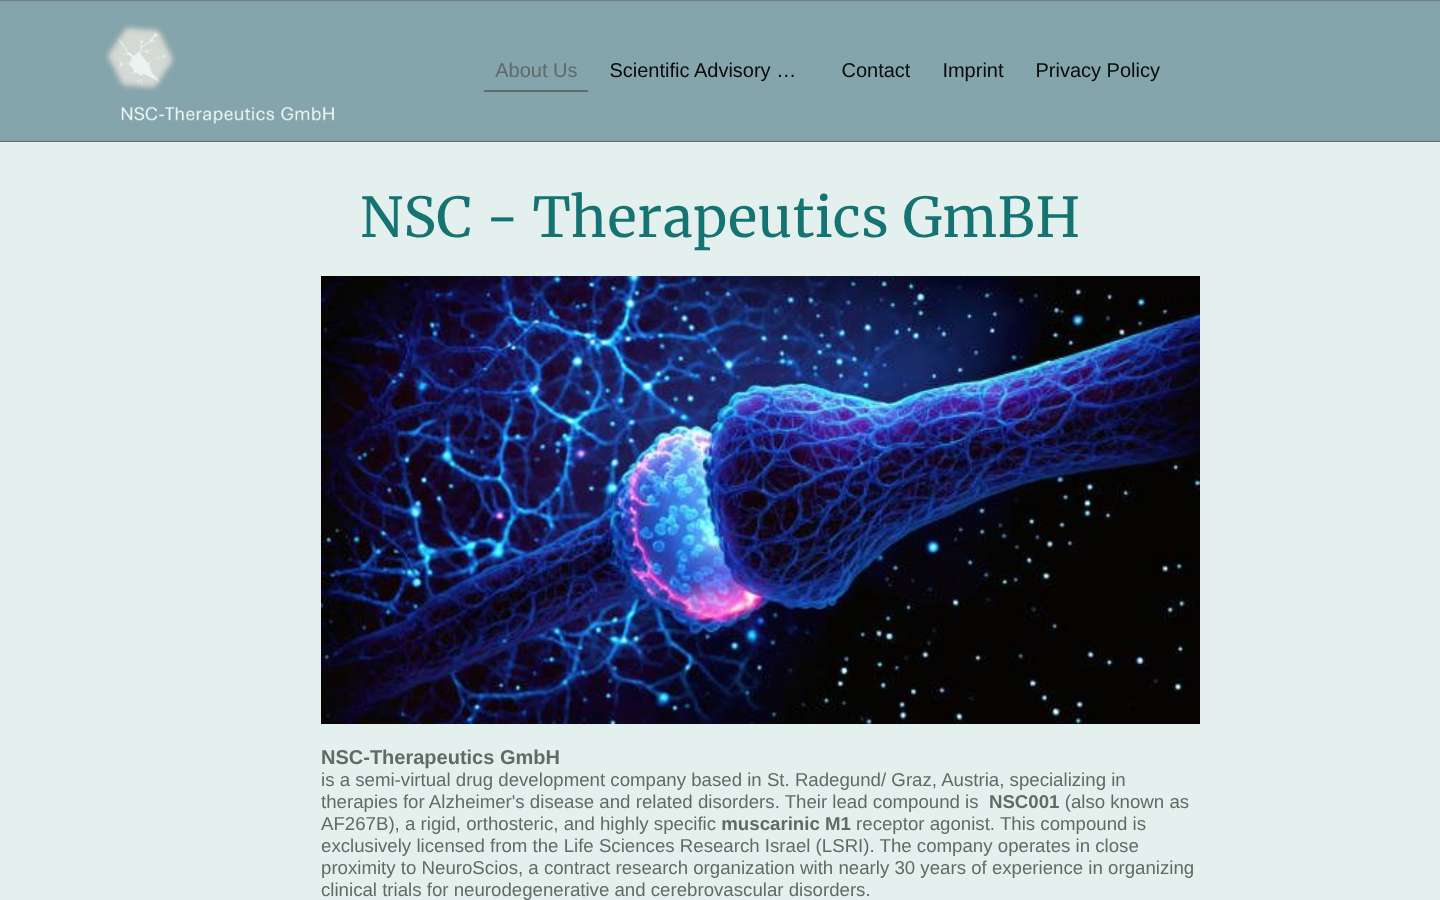 About Us
Scientific Advisory …
Contact
Imprint
Privacy Policy
NSC-Therapeutics GmbH
NSC - Therapeutics GmBH
NSC-Therapeutics GmbH
is a semi-virtual drug development company based in St. Radegund/ Graz, Austria, specializing in
therapies for Alzheimer's disease and related disorders. Their lead compound is  NSC001 (also known as
AF267B), a rigid, orthosteric, and highly specific muscarinic M1 receptor agonist. This compound is
exclusively licensed from the Life Sciences Research Israel (LSRI). The company operates in close
proximity to NeuroScios, a contract research organization with nearly 30 years of experience in organizing
clinical trials for neurodegenerative and cerebrovascular disorders.